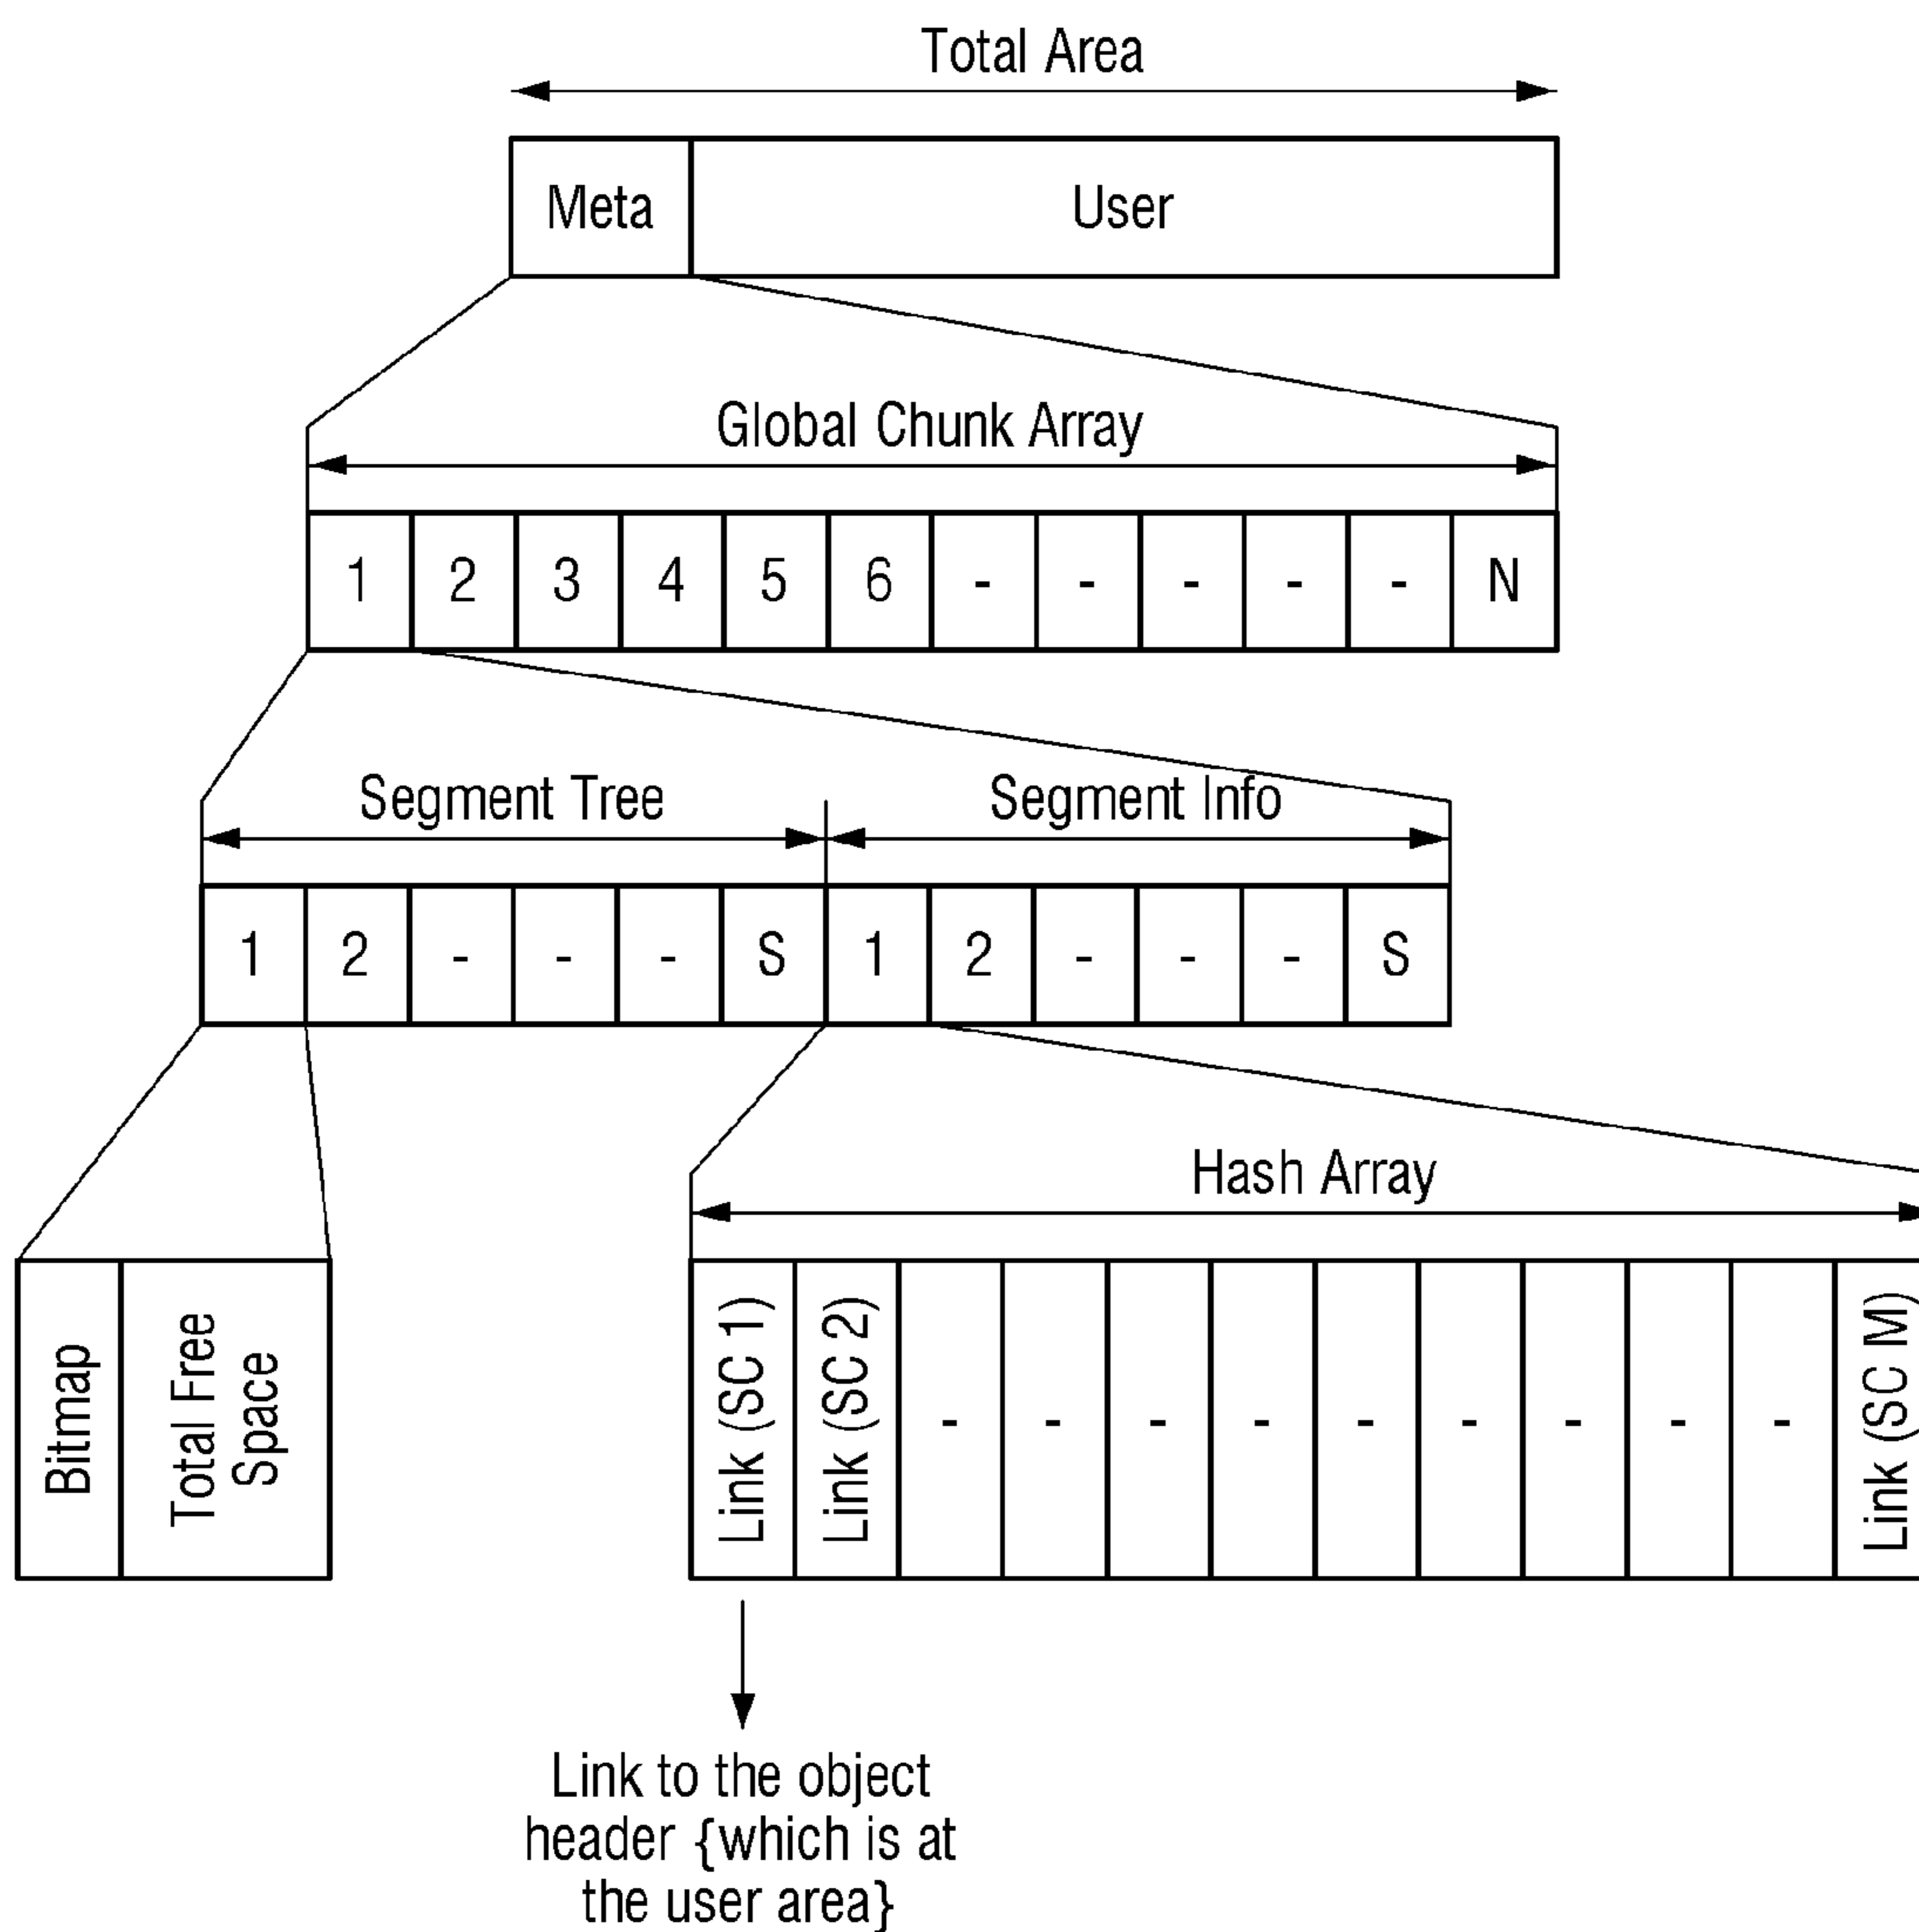 Total Area
Meta User
Global Chunk Array
1 2 3 4 5 6 - - - - - N
Segment Tree Segment Info
1 2 - - - S 1 2 - - - S
Hash Array
Bitmap
Total Free
Space
Link (SC 1)
Link (SC 2)
- - - - - - - - -
Link (SC M)
Link to the object
header {which is at
the user area}